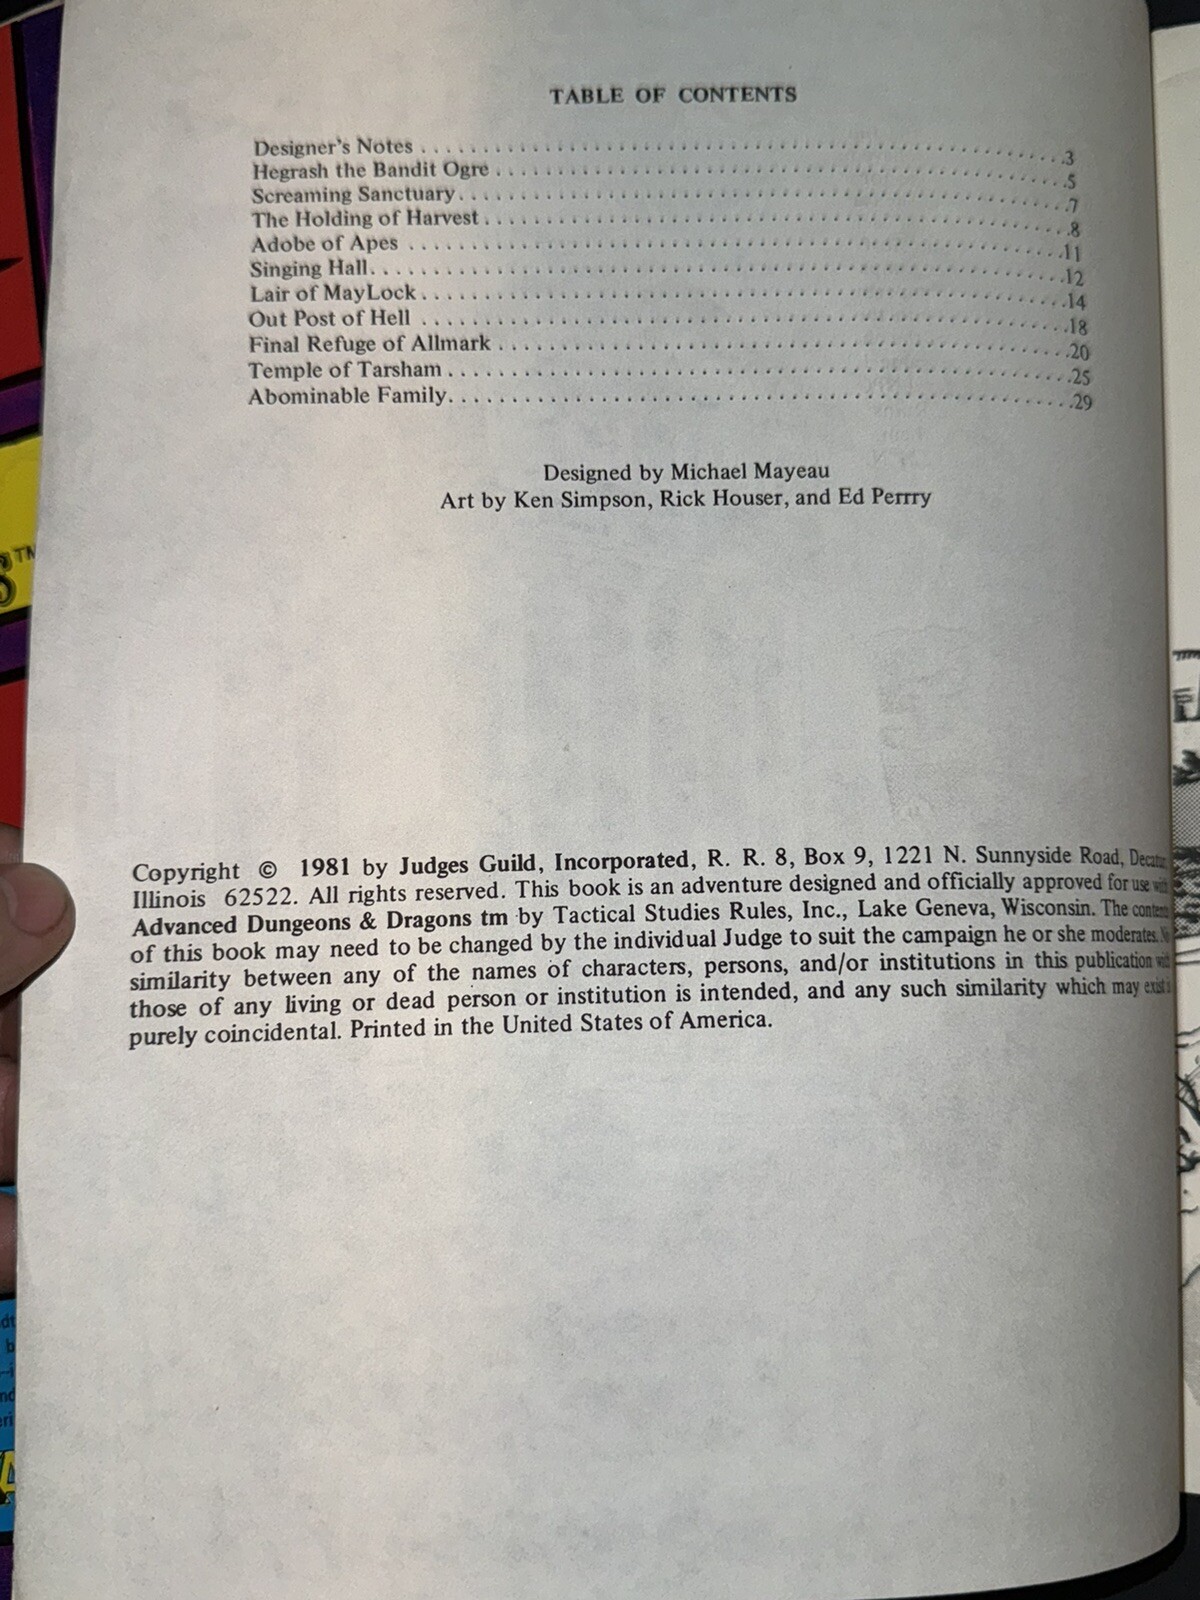 TABLE OF CONTENTS
Designer's Notes . . . . . . . . . . . . . . . . . . . . . . . . . . . . . . . . . . . . . . . . .3
Hegrash the Bandit Ogre . . . . . . . . . . . . . . . . . . . . . . . . . . . . . . . . . . . .5
Screaming Sanctuary. . . . . . . . . . . . . . . . . . . . . . . . . . . . . . . . . . . . . . .7
The Holding of Harvest . . . . . . . . . . . . . . . . . . . . . . . . . . . . . . . . . . . . .8
Adobe of Apes . . . . . . . . . . . . . . . . . . . . . . . . . . . . . . . . . . . . . . . . . .11
Singing Hall. . . . . . . . . . . . . . . . . . . . . . . . . . . . . . . . . . . . . . . . . . . .12
Lair of MayLock . . . . . . . . . . . . . . . . . . . . . . . . . . . . . . . . . . . . . . . . .14
Out Post of Hell . . . . . . . . . . . . . . . . . . . . . . . . . . . . . . . . . . . . . . . . .18
Final Refuge of Allmark . . . . . . . . . . . . . . . . . . . . . . . . . . . . . . . . . . . .20
Temple of Tarsham . . . . . . . . . . . . . . . . . . . . . . . . . . . . . . . . . . . . . . .25
Abominable Family. . . . . . . . . . . . . . . . . . . . . . . . . . . . . . . . . . . . . . . .29
Designed by Michael Mayeau
Art by Ken Simpson, Rick Houser, and Ed Perrry
Copyright © 1981 by Judges Guild, Incorporated, R. R. 8, Box 9, 1221 N. Sunnyside Road, Decatur,
Illinois 62522. All rights reserved. This book is an adventure designed and officially approved for use with
Advanced Dungeons & Dragons tm by Tactical Studies Rules, Inc., Lake Geneva, Wisconsin. The contents
of this book may need to be changed by the individual Judge to suit the campaign he or she moderates. No
similarity between any of the names of characters, persons, and/or institutions in this publication with
those of any living or dead person or institution is intended, and any such similarity which may exist is
purely coincidental. Printed in the United States of America.